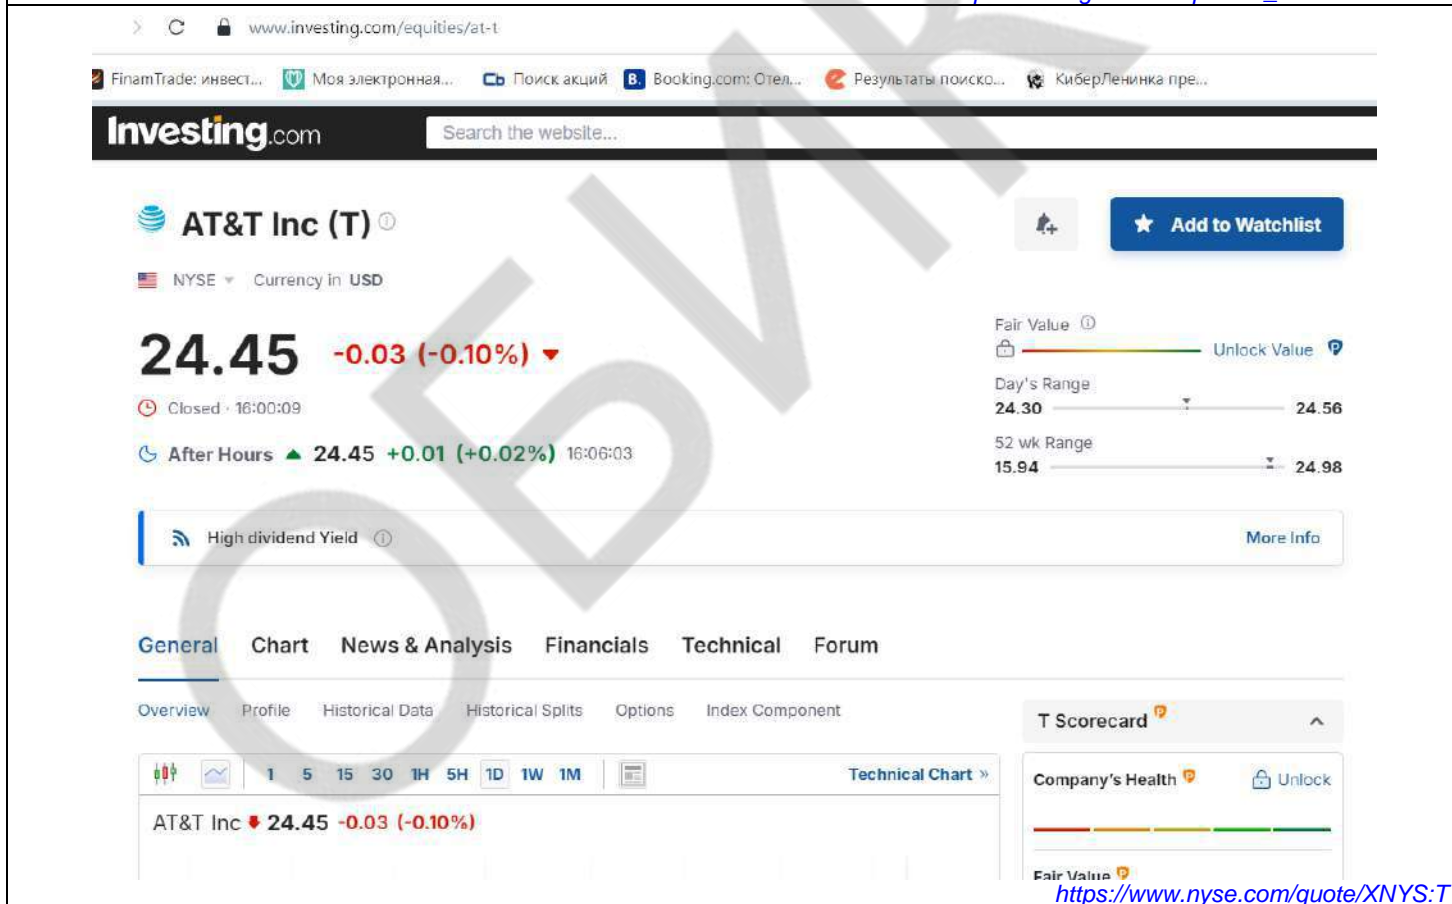 www.investing.com/equities/at-t
FinamTrade: инвест... Моя электронная... Cb Поиск акций B. Booking.com: Отел... Результаты поиско... КиберЛенинка пре...
Investing.com Search the website...
AT&T Inc (T)
Add to Watchlist
NYSE Currency in USD
24.45 -0.03 (-0.10%)
Closed · 16:00:09
After Hours 24.45 +0.01 (+0.02%) 16:06:03
Fair Value
Unlock Value
Day's Range
24.30 24.56
52 wk Range
15.94 24.98
High dividend Yield More Info
General Chart News & Analysis Financials Technical Forum
Overview Profile Historical Data Historical Splits Options Index Component
T Scorecard
1 5 15 30 1H 5H 1D 1W 1M Technical Chart »
Company's Health Unlock
AT&T Inc 24.45 -0.03 (-0.10%)
Fair Value
https://www.nyse.com/quote/XNYS:T
ОБИК